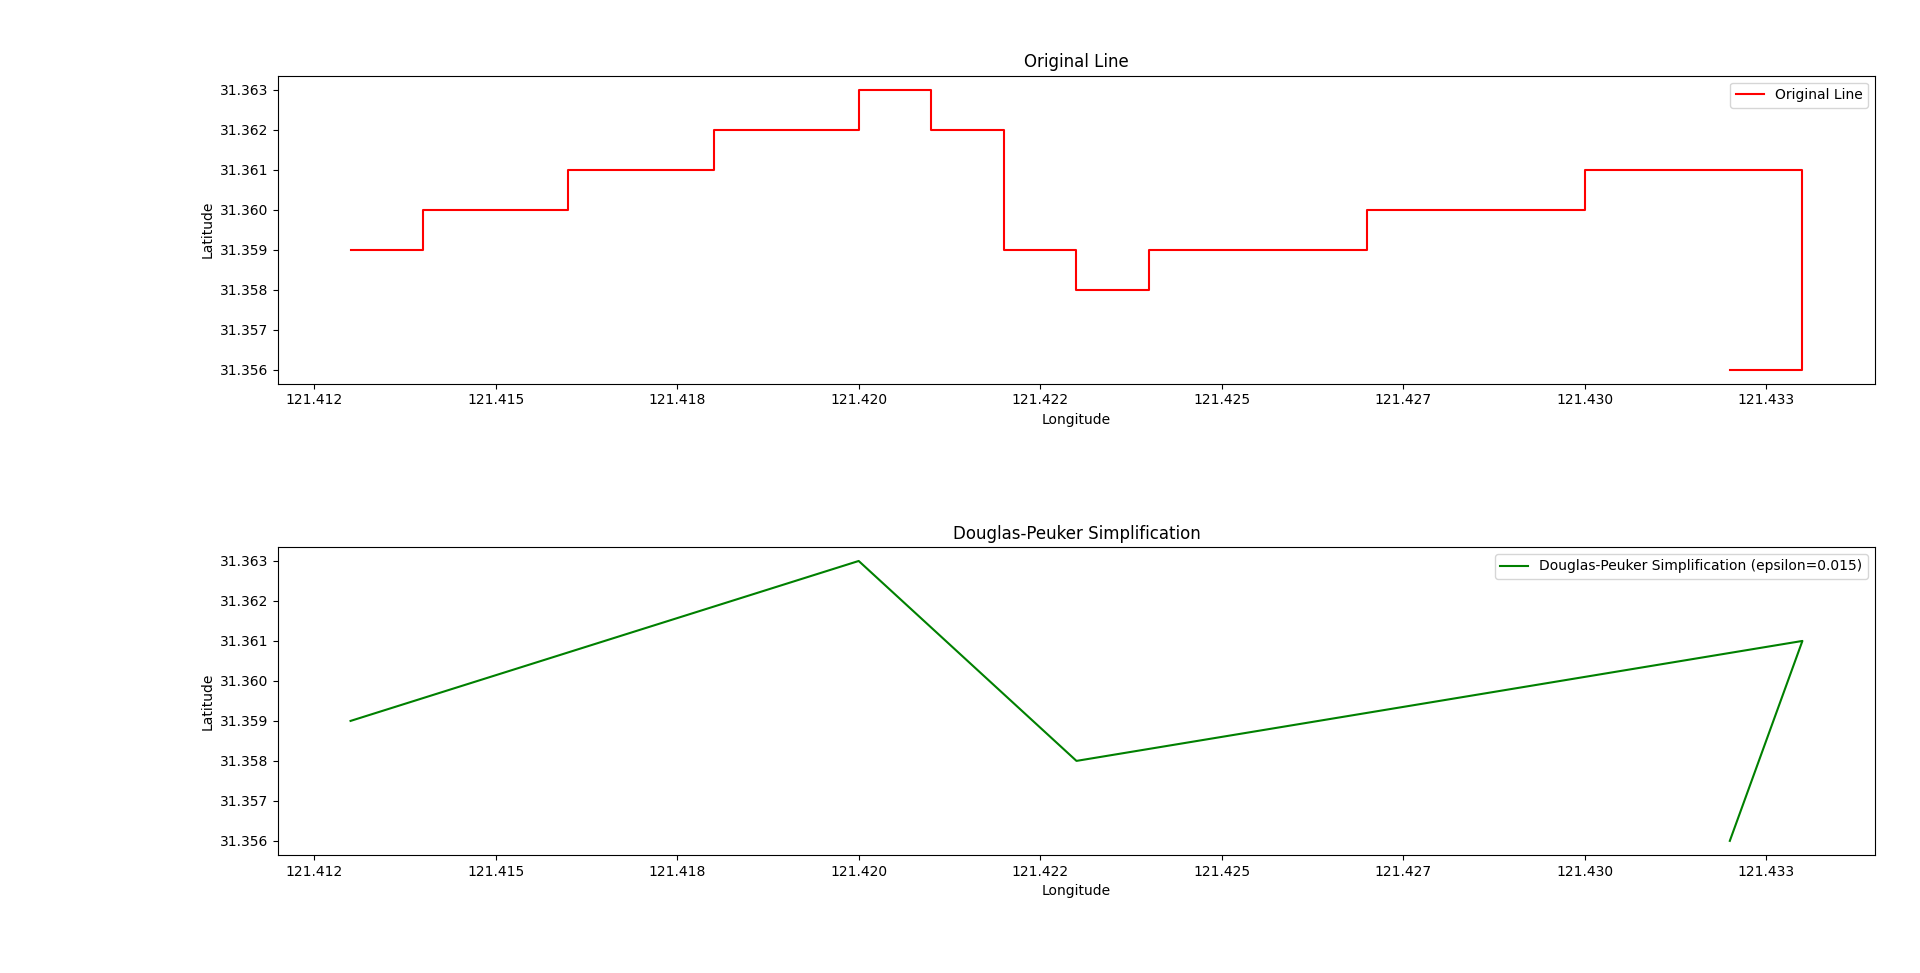 Original Line
Original Line
31.363
31.362
31.361
31.360
31.359
31.358
31.357
31.356
Latitude
121.412 121.415 121.418 121.420 121.422 121.425 121.427 121.430 121.433
Longitude
Douglas-Peuker Simplification
Douglas-Peuker Simplification (epsilon=0.015)
31.363
31.362
31.361
31.360
31.359
31.358
31.357
31.356
Latitude
121.412 121.415 121.418 121.420 121.422 121.425 121.427 121.430 121.433
Longitude